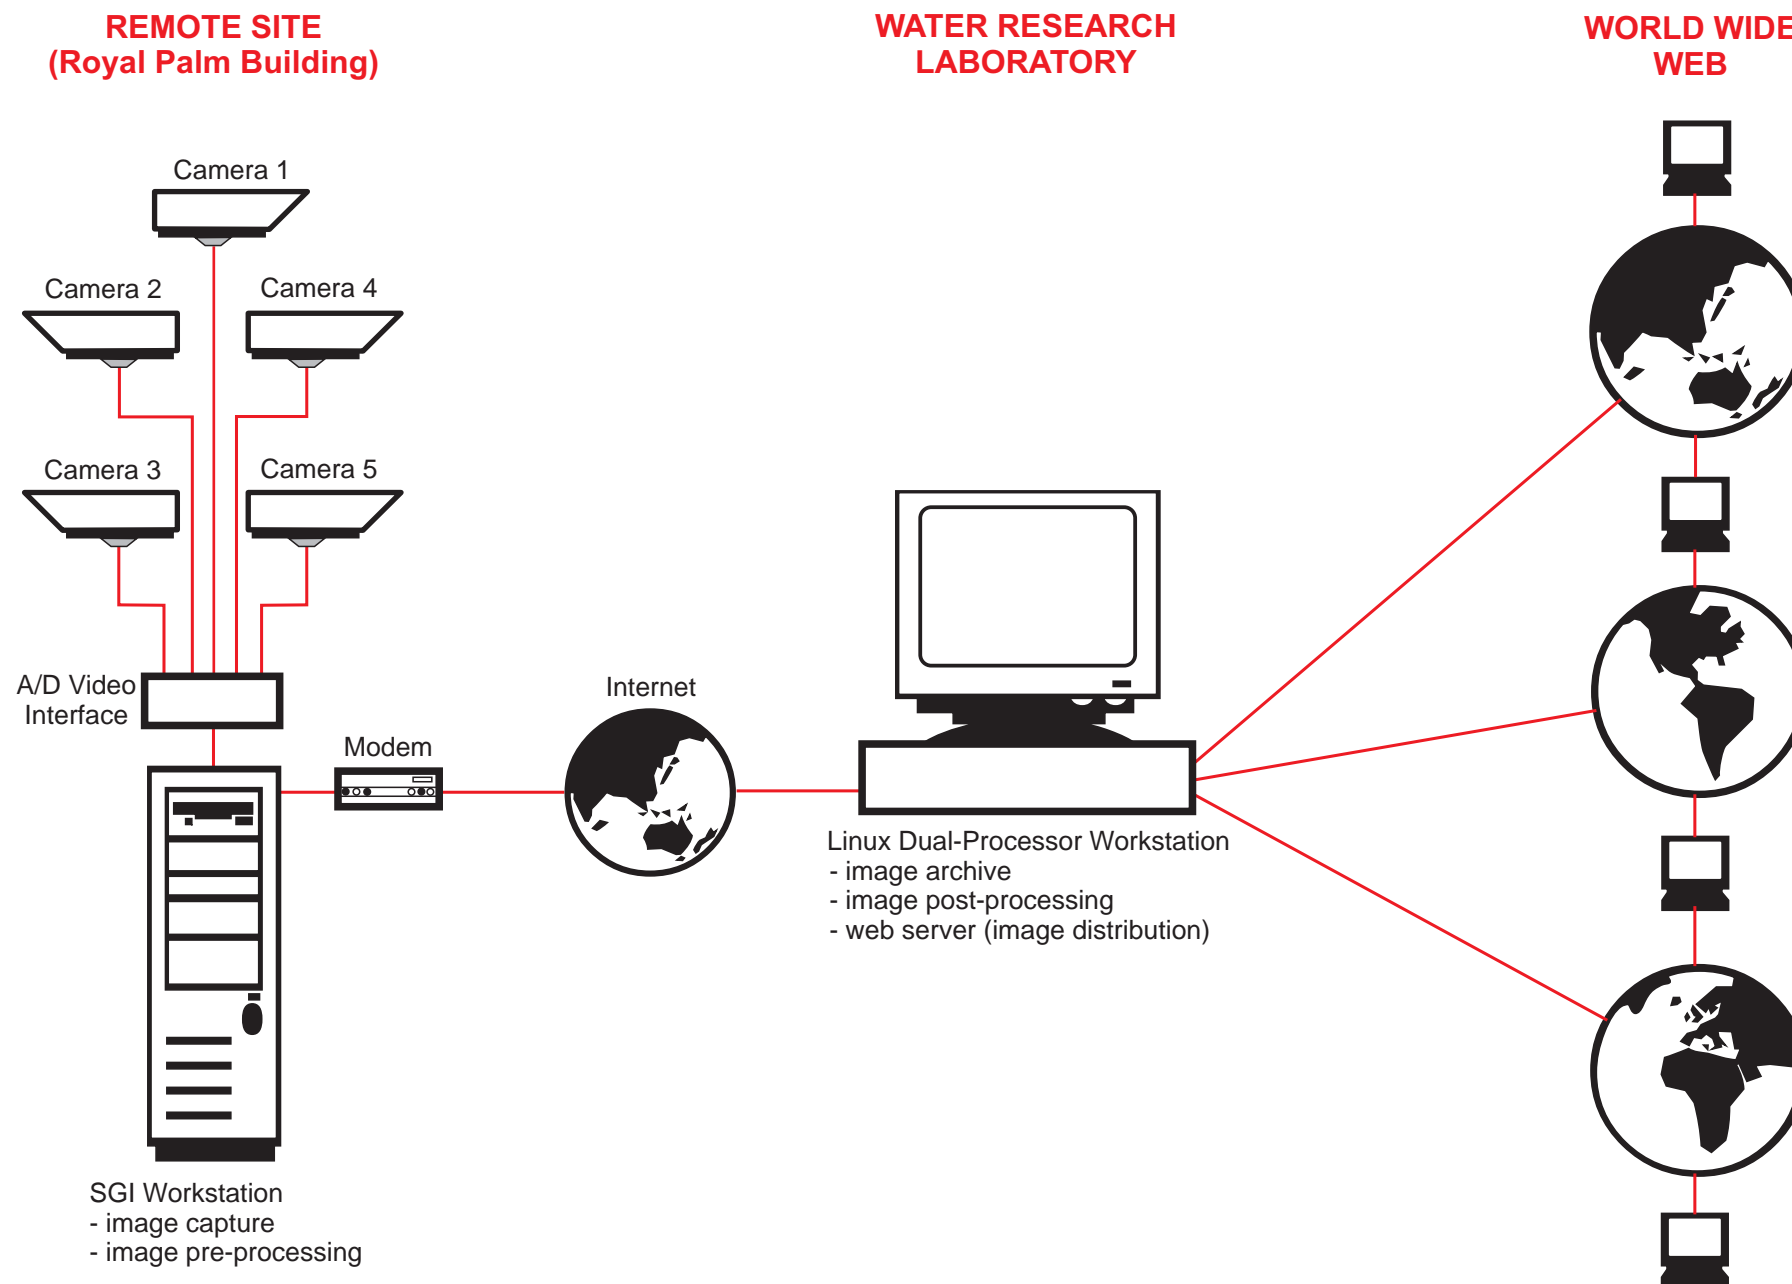 REMOTE SITE
(Royal Palm Building)
WATER RESEARCH
LABORATORY
WORLD WIDE
WEB
Camera 1
Camera 2
Camera 4
Camera 3
Camera 5
A/D Video
Interface
Modem
Internet
Linux Dual-Processor Workstation
- image archive
- image post-processing
- web server (image distribution)
SGI Workstation
- image capture
- image pre-processing